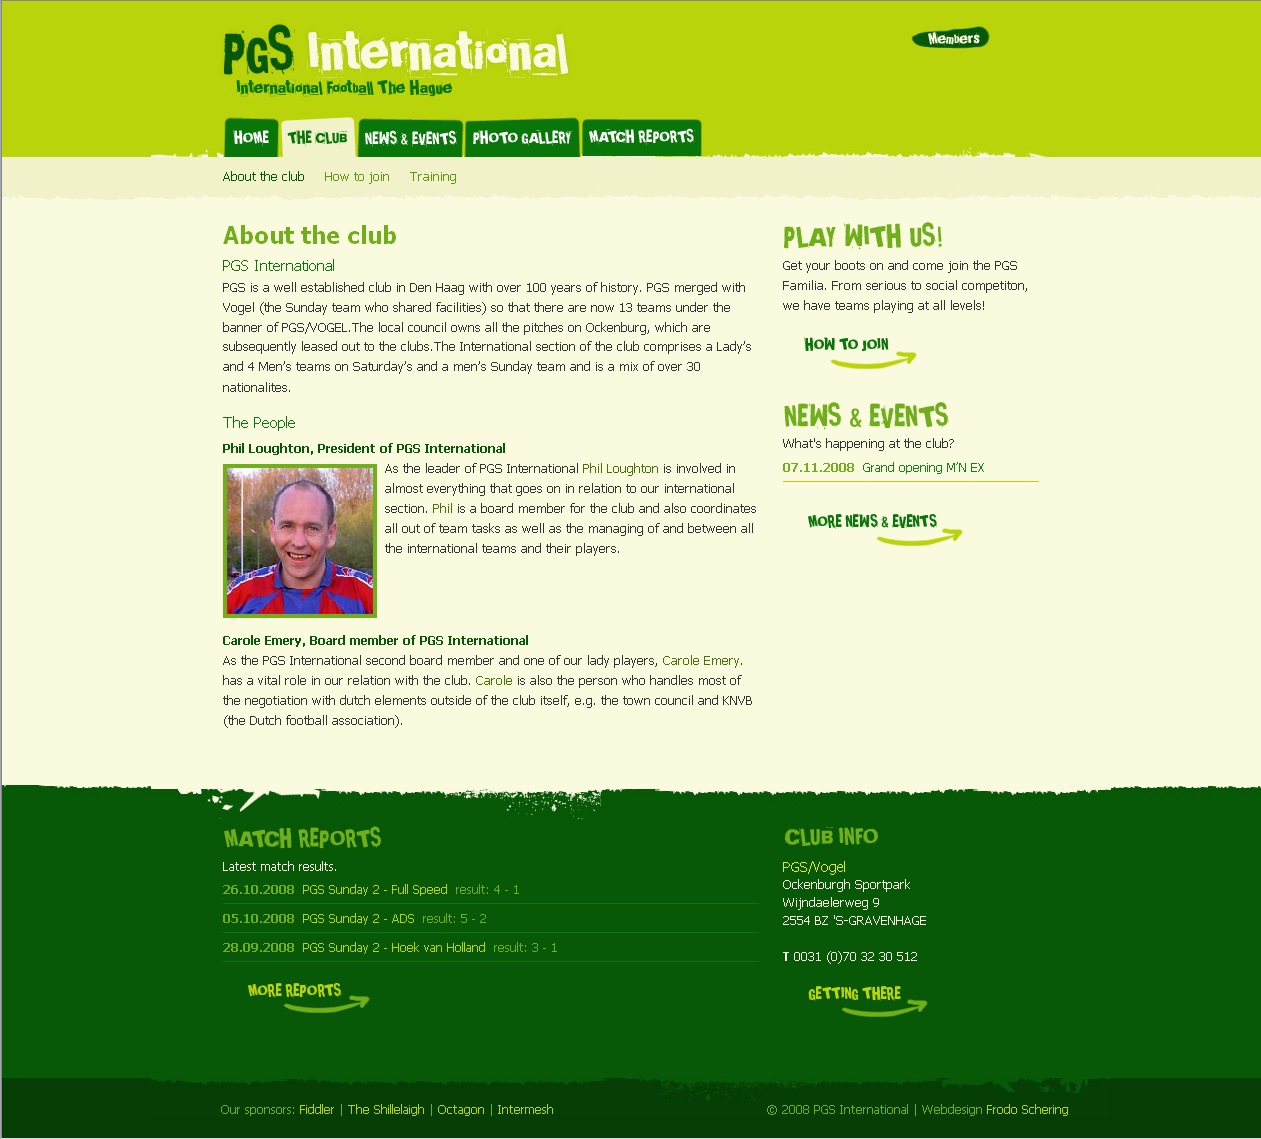 PGS International
International Football The Hague
Members
HOME
THE CLUB
NEWS & EVENTS
PHOTO GALLERY
MATCH REPORTS
About the club
How to join
Training
About the club
PGS International
PGS is a well established club in Den Haag with over 100 years of history. PGS merged with
Vogel (the Sunday team who shared facilities) so that there are now 13 teams under the
banner of PGS/VOGEL.The local council owns all the pitches on Ockenburg, which are
subsequently leased out to the clubs.The International section of the club comprises a Lady's
and 4 Men's teams on Saturday's and a men's Sunday team and is a mix of over 30
nationalites.
The People
Phil Loughton, President of PGS International
As the leader of PGS International Phil Loughton is involved in
almost everything that goes on in relation to our international
section. Phil is a board member for the club and also coordinates
all out of team tasks as well as the managing of and between all
the international teams and their players.
Carole Emery, Board member of PGS International
As the PGS International second board member and one of our lady players, Carole Emery.
has a vital role in our relation with the club. Carole is also the person who handles most of
the negotiation with dutch elements outside of the club itself, e.g. the town council and KNVB
(the Dutch football association).
PLAY WITH US!
Get your boots on and come join the PGS
Familia. From serious to social competiton,
we have teams playing at all levels!
HOW TO JOIN
NEWS & EVENTS
What's happening at the club?
07.11.2008 Grand opening M'N EX
MORE NEWS & EVENTS
MATCH REPORTS
Latest match results.
26.10.2008 PGS Sunday 2 - Full Speed result: 4 - 1
05.10.2008 PGS Sunday 2 - ADS result: 5 - 2
28.09.2008 PGS Sunday 2 - Hoek van Holland result: 3 - 1
MORE REPORTS
CLUB INFO
PGS/Vogel
Ockenburgh Sportpark
Wijndaelerweg 9
2554 BZ 'S-GRAVENHAGE
T 0031 (0)70 32 30 512
GETTING THERE
Our sponsors: Fiddler | The Shillelaigh | Octagon | Intermesh
© 2008 PGS International | Webdesign Frodo Schering